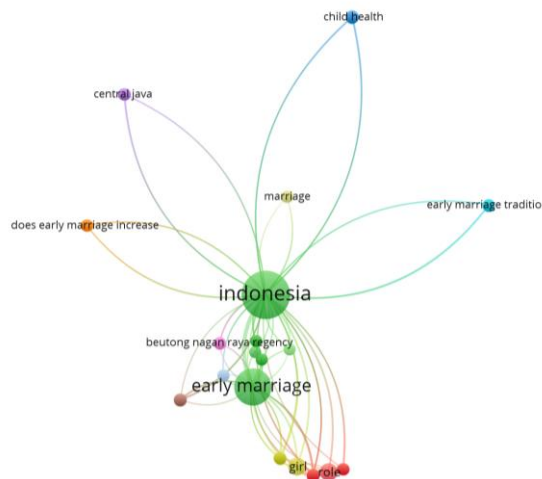 child health
central java
marriage
early marriage traditio
does early marriage increase
indonesia
beutong nagan raya regency
early marriage
girl
role